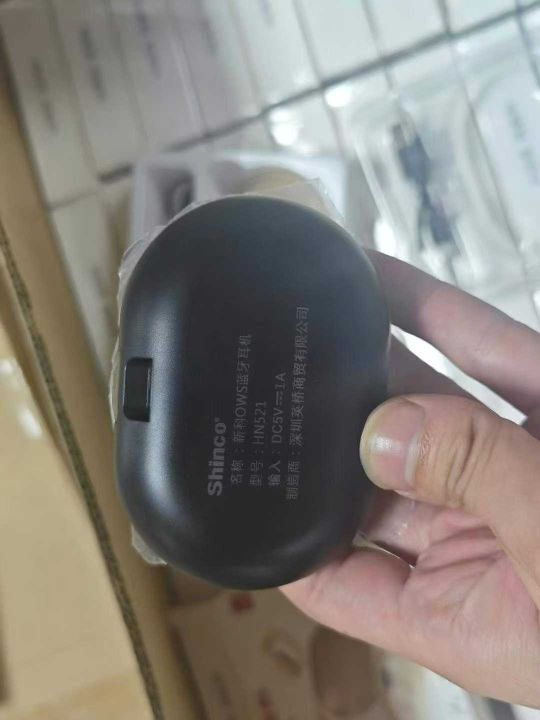 Shinco®
名称：新科OWS蓝牙耳机
型号：HN521
输入：DC5V⎓1A
制造商：深圳英桥商贸有限公司